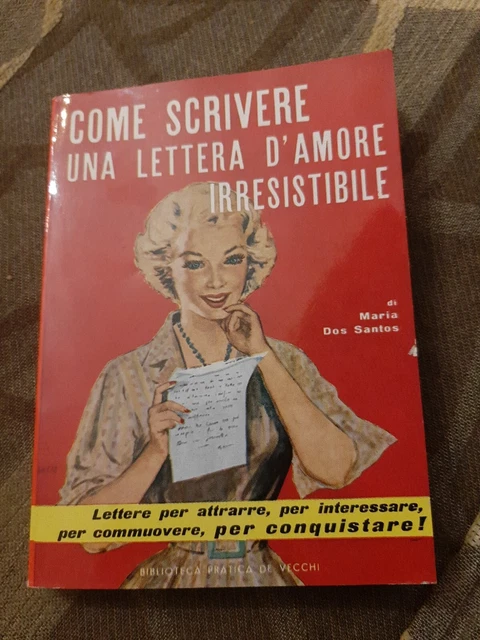 COME SCRIVERE
UNA LETTERA D'AMORE
IRRESISTIBILE
di
Maria
Dos Santos
Lettere per attrarre, per interessare,
per commuovere, per conquistare!
BIBLIOTECA PRATICA DE VECCHI